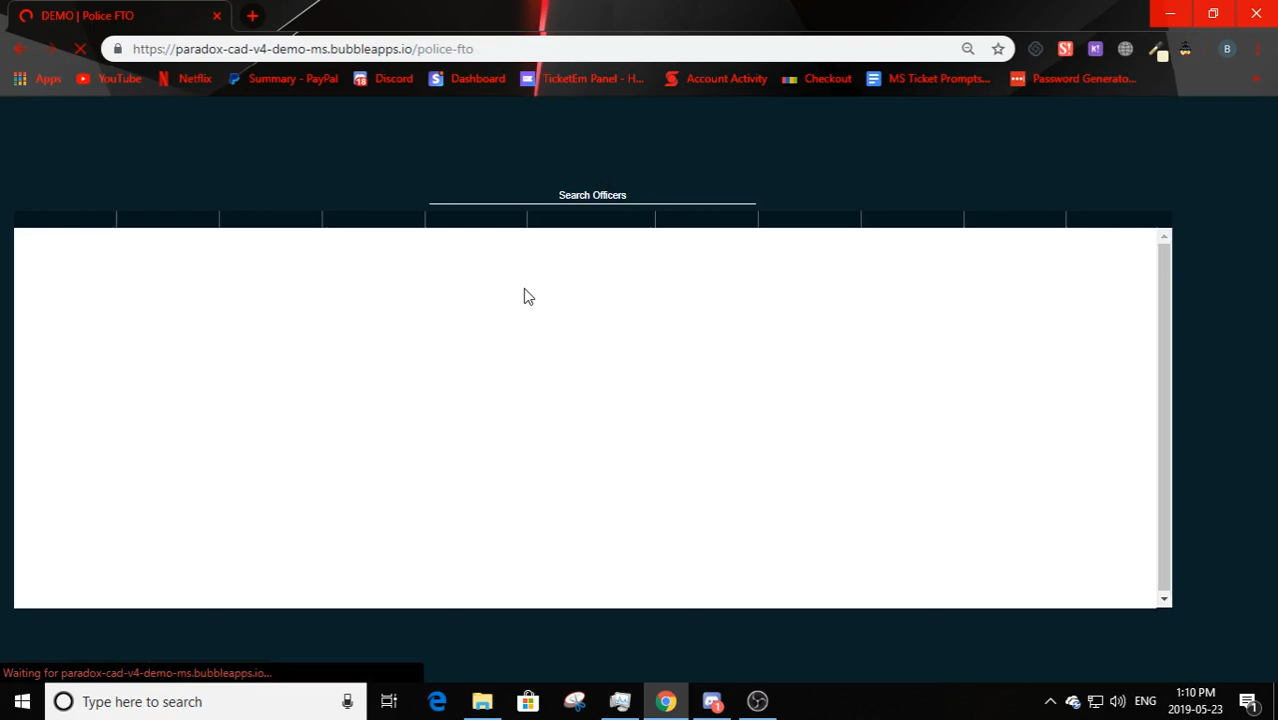 DEMO | Police FTO
https://paradox-cad-v4-demo-ms.bubbleapps.io/police-fto
B
Apps YouTube Netflix Summary - PayPal Discord Dashboard TicketEm Panel - H... Account Activity Checkout MS Ticket Prompts... Password Generato...
Search Officers
Waiting for paradox-cad-v4-demo-ms.bubbleapps.io...
Type here to search
ENG
1:10 PM
2019-05-23